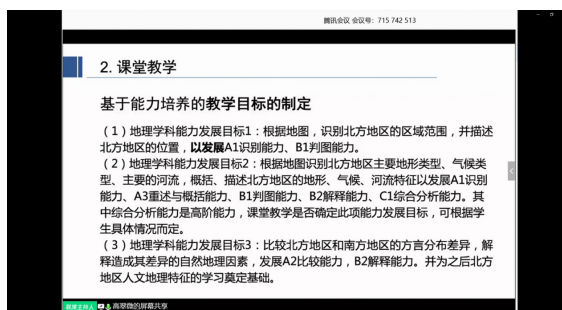 腾讯会议 会议号：715 742 513
2. 课堂教学
基于能力培养的教学目标的制定
（1）地理学科能力发展目标1：根据地图，识别北方地区的区域范围，并描述
北方地区的位置，以发展A1识别能力、B1判图能力。
（2）地理学科能力发展目标2：根据地图识别北方地区主要地形类型、气候类
型、主要的河流，概括、描述北方地区的地形、气候、河流特征以发展A1识别
能力、A3重述与概括能力、B1判图能力、B2解释能力、C1综合分析能力。其
中综合分析能力是高阶能力，课堂教学是否确定此项能力发展目标，可根据学
生具体情况而定。
（3）地理学科能力发展目标3：比较北方地区和南方地区的方言分布差异，解
释造成其差异的自然地理因素，发展A2比较能力，B2解释能力。并为之后北方
地区人文地理特征的学习奠定基础。
高翠微的屏幕共享